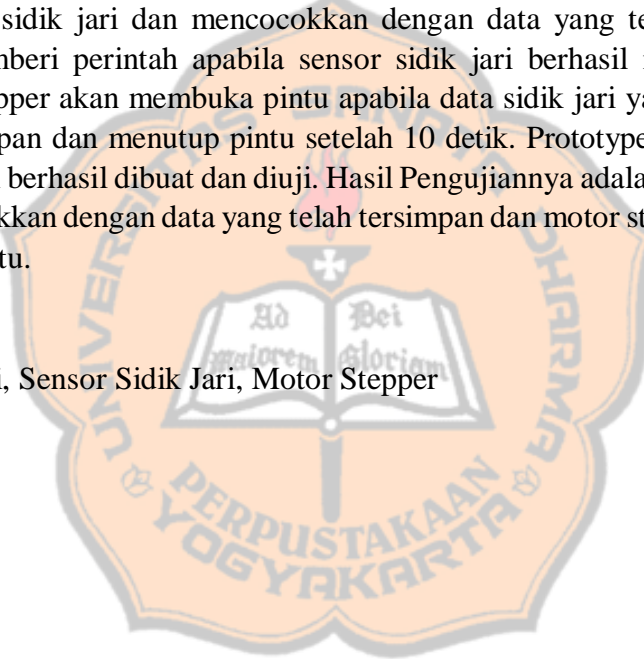 sidik jari dan mencocokkan dengan data yang te
mberi perintah apabila sensor sidik jari berhasil
pper akan membuka pintu apabila data sidik jari ya
pan dan menutup pintu setelah 10 detik. Prototype
berhasil dibuat dan diuji. Hasil Pengujiannya adala
kkan dengan data yang telah tersimpan dan motor st
tu.
i, Sensor Sidik Jari, Motor Stepper
UNIVERSITAS SANATA DHARMA
Ad Dei
maiorem Gloriam
PERPUSTAKAAN
YOGYAKARTA